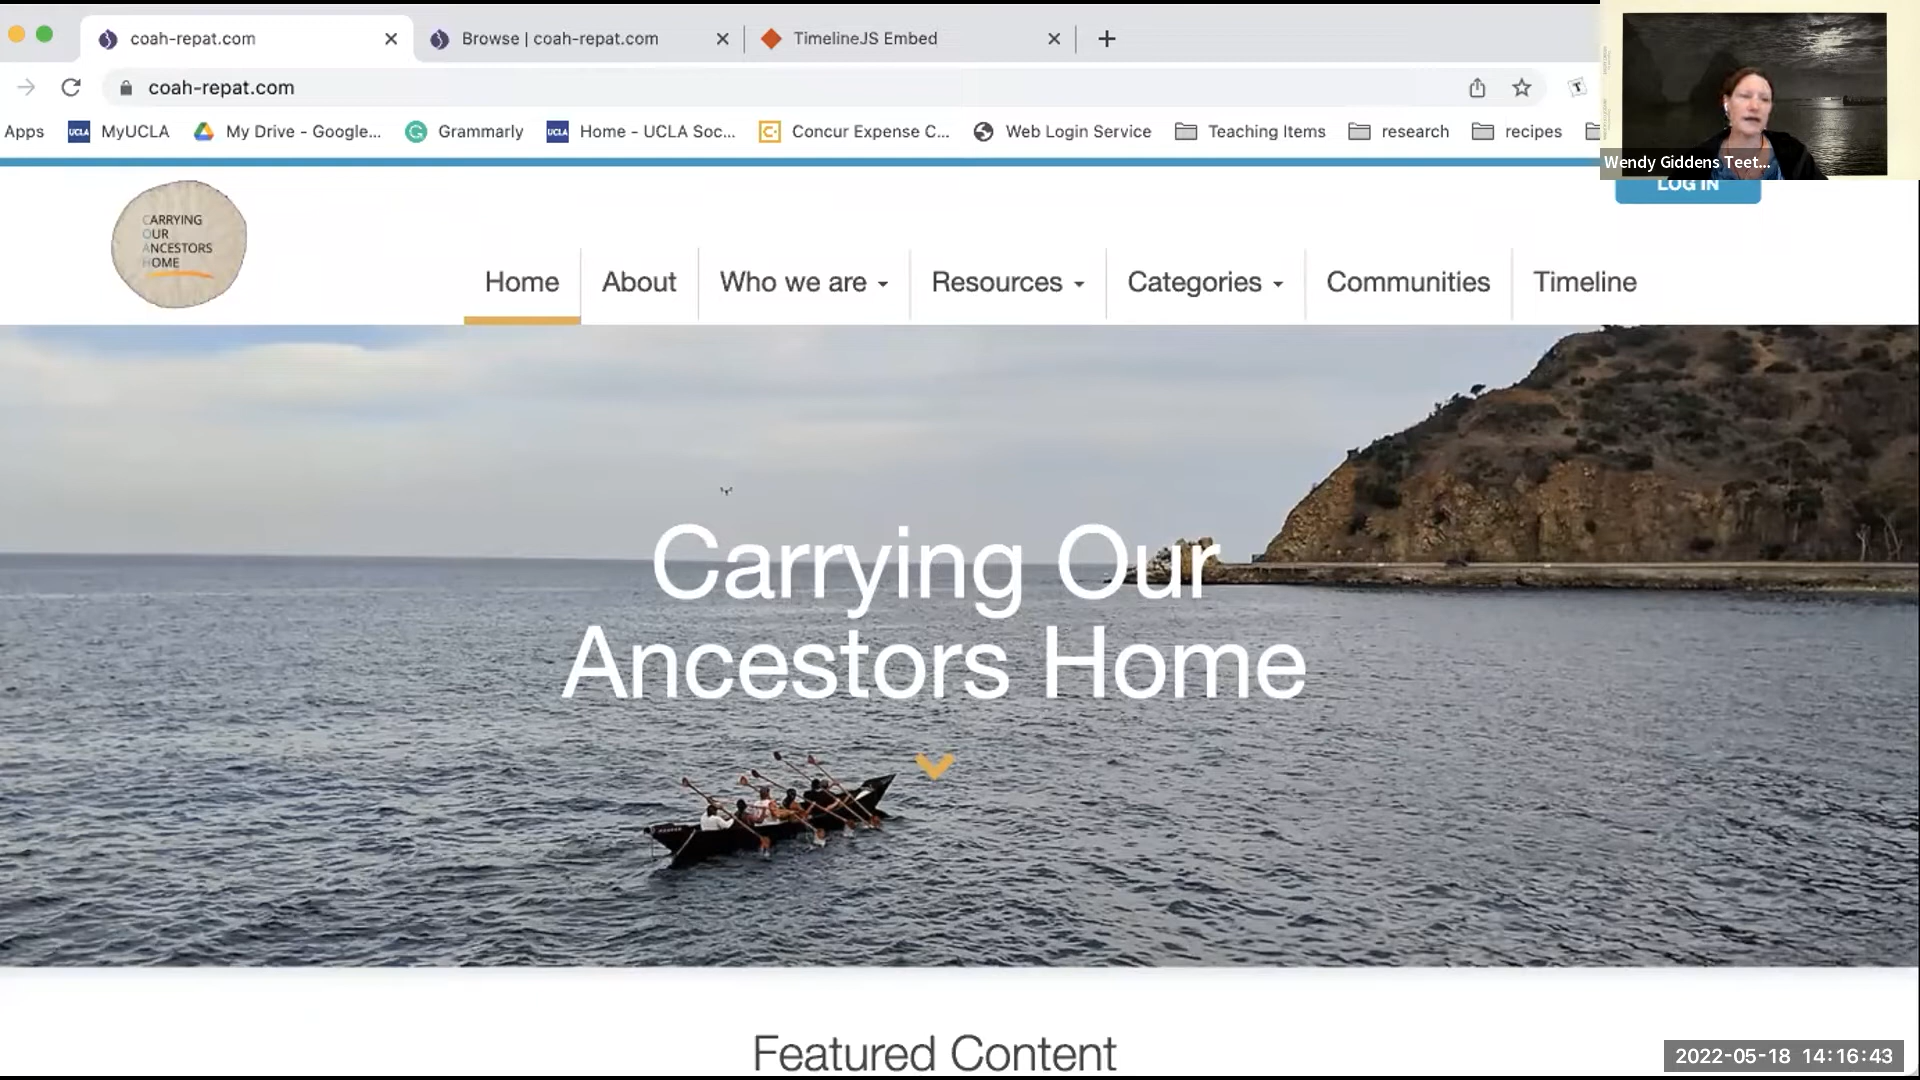 coah-repat.com
Browse | coah-repat.com
TimelineJS Embed
coah-repat.com
Apps
MyUCLA
My Drive - Google...
Grammarly
UCLA
Home - UCLA Soc...
Concur Expense C...
Web Login Service
Teaching Items
research
recipes
Wendy Giddens Teet...
LOG IN
CARRYING
OUR
ANCESTORS
HOME
Home
About
Who we are
Resources
Categories
Communities
Timeline
Carrying Our
Ancestors Home
Featured Content
2022-05-18 14:16:43